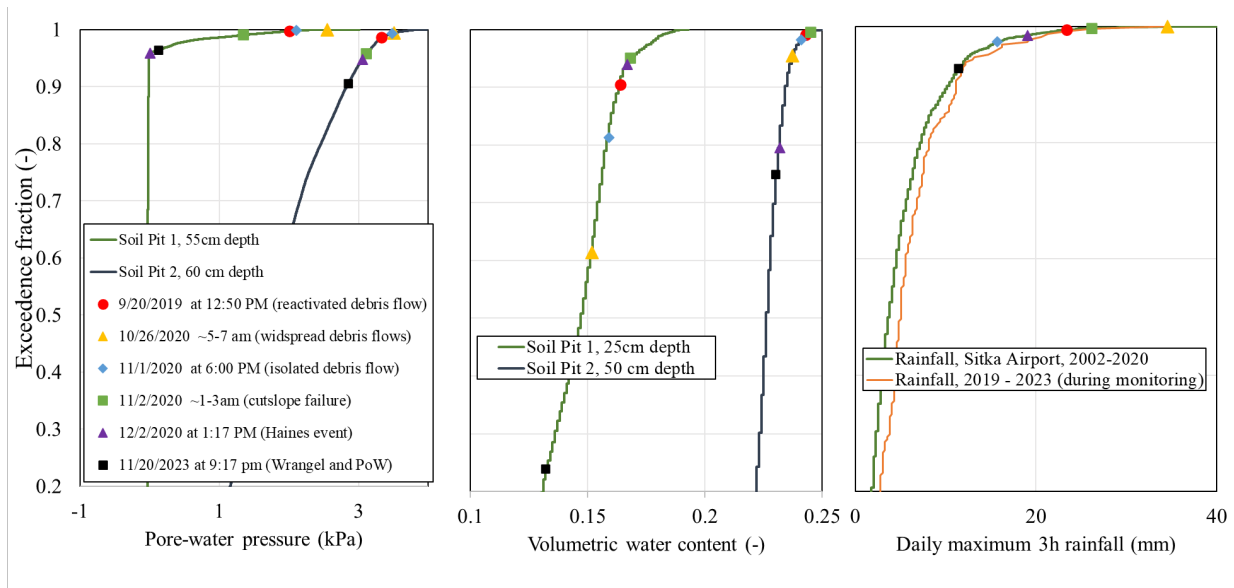 Exceedence fraction (-)
1
0.9
0.8
0.7
0.6
0.5
0.4
0.3
0.2
Soil Pit 1, 55cm depth
Soil Pit 2, 60 cm depth
9/20/2019 at 12:50 PM (reactivated debris flow)
10/26/2020 ~5-7 am (widspread debris flows)
11/1/2020 at 6:00 PM (isolated debris flow)
11/2/2020 ~1-3am (cutslope failure)
12/2/2020 at 1:17 PM (Haines event)
11/20/2023 at 9:17 pm (Wrangel and PoW)
-1 1 3
Pore-water pressure (kPa)
Soil Pit 1, 25cm depth
Soil Pit 2, 50 cm depth
0.1 0.15 0.2 0.25
Volumetric water content (-)
Rainfall, Sitka Airport, 2002-2020
Rainfall, 2019 - 2023 (during monitoring)
0 20 40
Daily maximum 3h rainfall (mm)